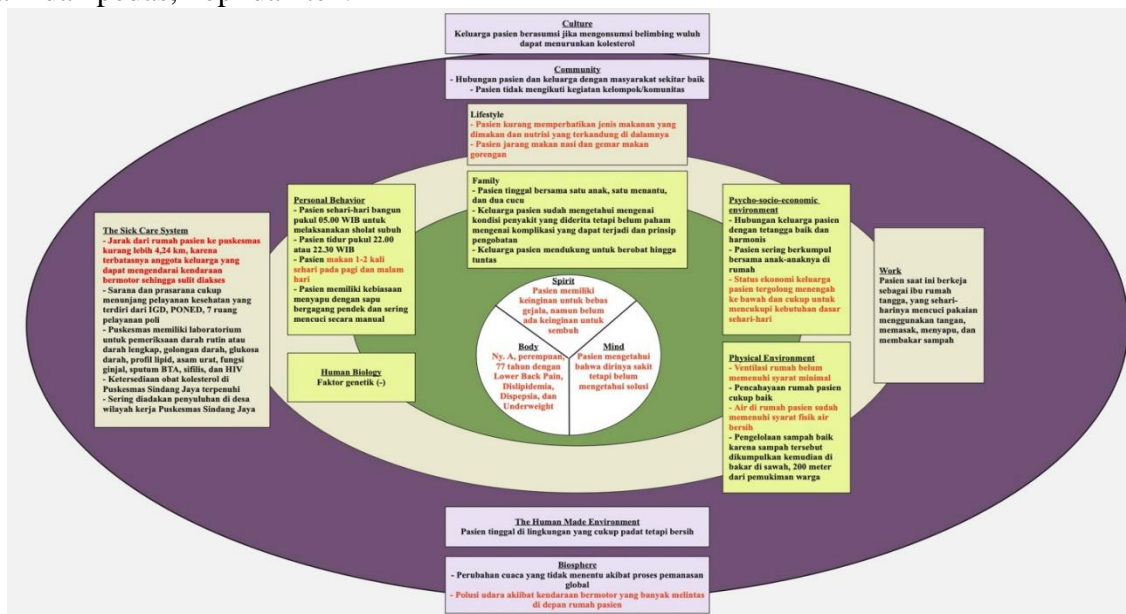 Culture
Keluarga pasien berasumsi jika mengonsumsi belimbing wuluh
dapat menurunkan kolesterol
Community
- Hubungan pasien dan keluarga dengan masyarakat sekitar baik
- Pasien tidak mengikuti kegiatan kelompok/komunitas
Lifestyle
- Pasien kurang memperhatikan jenis makanan yang
dimakan dan nutrisi yang terkandung di dalamnya
- Pasien jarang makan nasi dan gemar makan
gorengan
Family
- Pasien tinggal bersama satu anak, satu menantu,
dan dua cucu
- Keluarga pasien sudah mengetahui mengenai
kondisi penyakit yang diderita tetapi belum paham
mengenai komplikasi yang dapat terjadi dan prinsip
pengobatan
- Keluarga pasien mendukung untuk berobat hingga
tuntas
The Sick Care System
- Jarak dari rumah pasien ke puskesmas
kurang lebih 4,24 km, karena
terbatasnya anggota keluarga yang
dapat mengendarai kendaraan
bermotor sehingga sulit diakses
- Sarana dan prasarana cukup
menunjang pelayanan kesehatan yang
terdiri dari IGD, PONED, 7 ruang
pelayanan poli
- Puskesmas memiliki laboratorium
untuk pemeriksaan darah rutin atau
darah lengkap, golongan darah, glukosa
darah, profil lipid, asam urat, fungsi
ginjal, sputum BTA, sifilis, dan HIV
- Ketersediaan obat kolesterol di
Puskesmas Sindang Jaya terpenuhi
- Sering diadakan penyuluhan di desa
wilayah kerja Puskesmas Sindang Jaya
Personal Behavior
- Pasien sehari-hari bangun
pukul 05.00 WIB untuk
melaksanakan sholat subuh
- Pasien tidur pukul 22.00
atau 22.30 WIB
- Pasien makan 1-2 kali
sehari pada pagi dan malam
hari
- Pasien memiliki kebiasaan
menyapu dengan sapu
bergagang pendek dan sering
mencuci secara manual
Human Biology
Faktor genetik (-)
Spirit
Pasien memiliki
keinginan untuk bebas
gejala, namun belum
ada keinginan untuk
sembuh
Body
Ny. A, perempuan,
77 tahun dengan
Lower Back Pain,
Dislipidemia,
Dispepsia, dan
Underweight
Mind
Pasien mengetahui
bahwa dirinya sakit
tetapi belum
mengetahui solusi
Psycho-socio-economic
environment
- Hubungan keluarga pasien
dengan tetangga baik dan
harmonis
- Pasien sering berkumpul
bersama anak-anaknya di
rumah
- Status ekonomi keluarga
pasien tergolong menengah
ke bawah dan cukup untuk
mencukupi kebutuhan dasar
sehari-hari
Physical Environment
- Ventilasi rumah belum
memenuhi syarat minimal
- Pencahayaan rumah pasien
cukup baik
- Air di rumah pasien sudah
memenuhi syarat fisik air
bersih
- Pengelolaan sampah baik
karena sampah tersebut
dikumpulkan kemudian di
bakar di sawah, 200 meter
dari pemukiman warga
Work
Pasien saat ini berkeja
sebagai ibu rumah
tangga, yang sehari-
harinya mencuci pakaian
menggunakan tangan,
memasak, menyapu, dan
membakar sampah
The Human Made Environment
Pasien tinggal di lingkungan yang cukup padat tetapi bersih
Biosphere
- Perubahan cuaca yang tidak menentu akibat proses pemanasan
global
- Polusi udara akiibat kendaraan bermotor yang banyak melintas
di depan rumah pasien